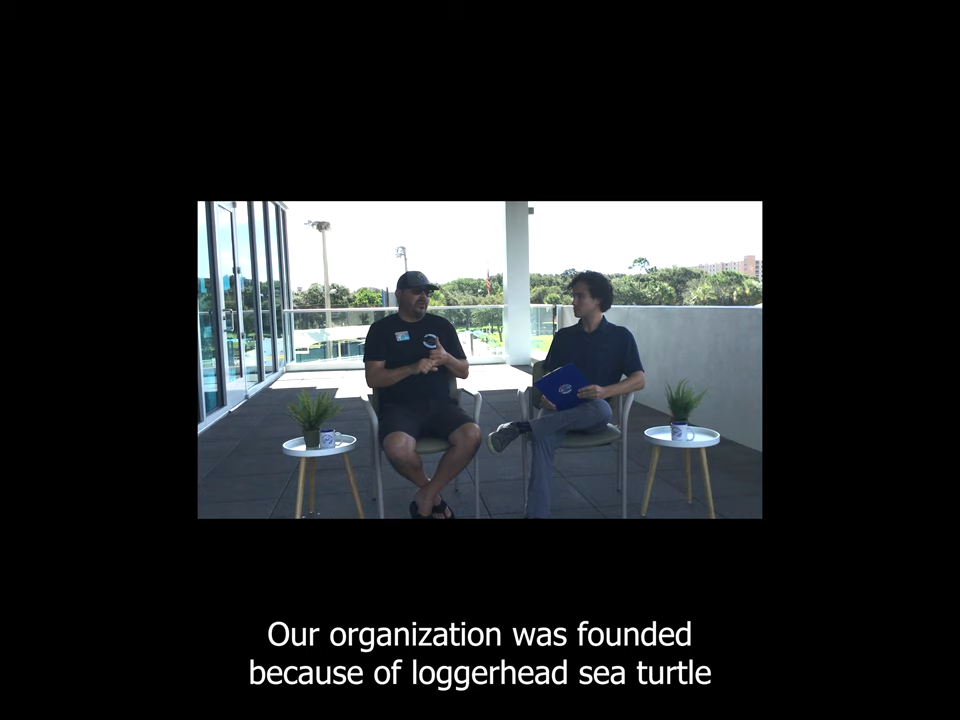 Our organization was founded
because of loggerhead sea turtle